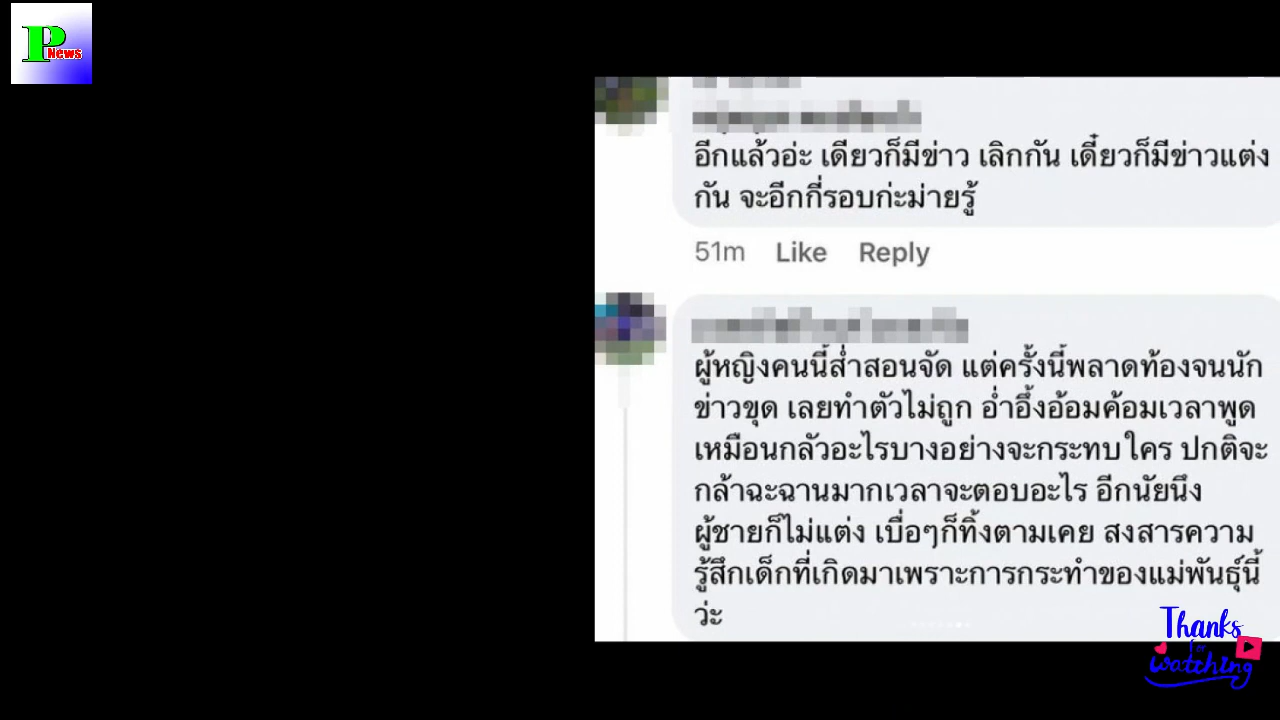 P
News
อีกแล้วอ่ะ เดียวก็มีข่าว เลิกกัน เดี๋ยวก็มีข่าวแต่ง
กัน จะอีกกี่รอบก่ะม่ายรู้
51m Like Reply
ผู้หญิงคนนี้ส่ำสอนจัด แต่ครั้งนี้พลาดท้องจนนัก
ข่าวขุด เลยทำตัวไม่ถูก อ่ำอึ้งอ้อมค้อมเวลาพูด
เหมือนกลัวอะไรบางอย่างจะกระทบ ใคร ปกติจะ
กล้าฉะฉานมากเวลาจะตอบอะไร อีกนัยนึง
ผู้ชายก็ไม่แต่ง เบื่อๆก็ทิ้งตามเคย สงสารความ
รู้สึกเด็กที่เกิดมาเพราะการกระทำของแม่พันธุ์นี้
ว่ะ
Thanks
for
watching